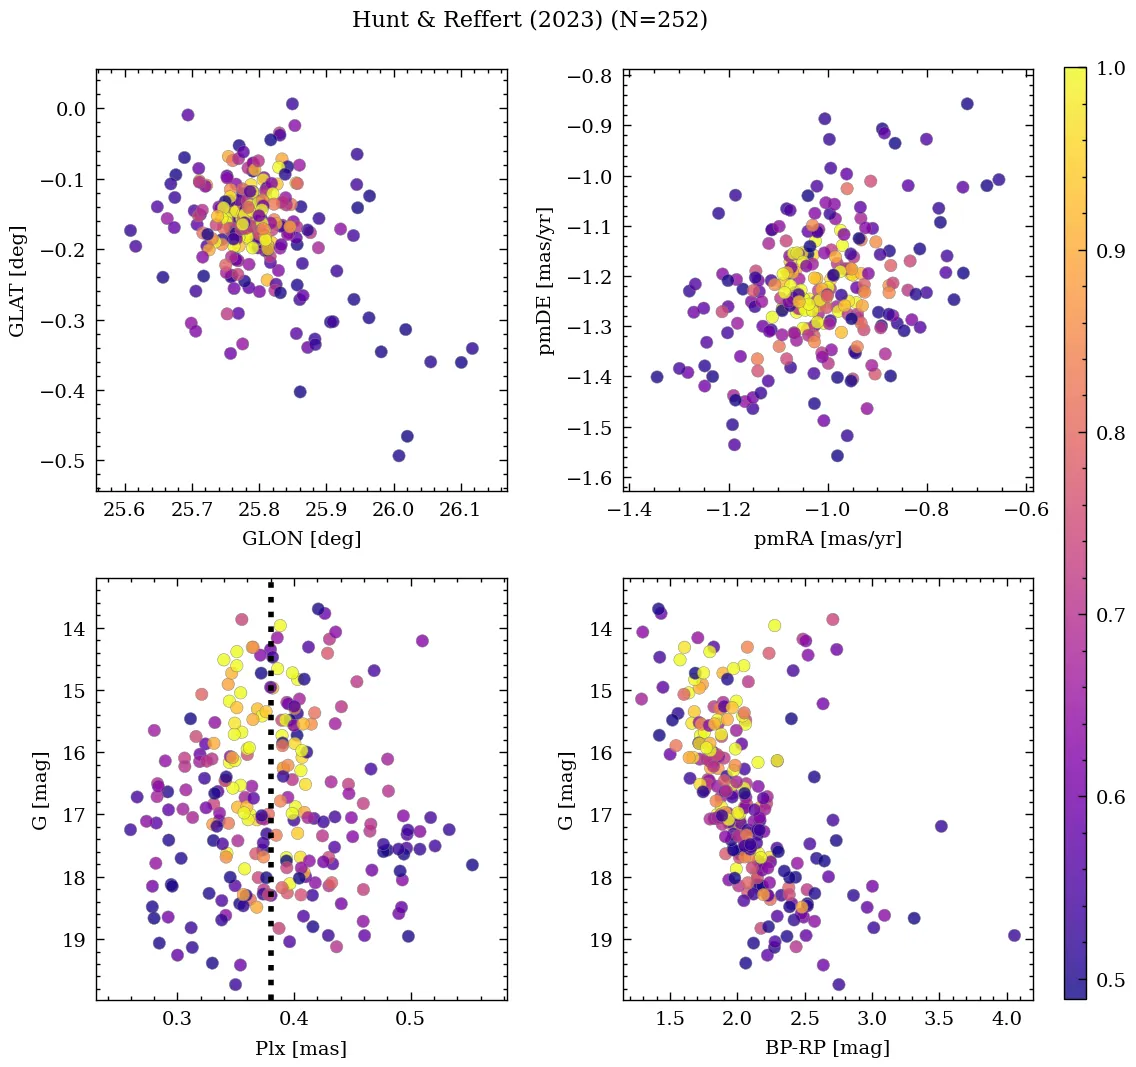 Hunt & Reffert (2023) (N=252)
0.0
−0.1
−0.2
−0.3
−0.4
−0.5
GLAT [deg]
25.6 25.7 25.8 25.9 26.0 26.1
GLON [deg]
−0.8
−0.9
−1.0
−1.1
−1.2
−1.3
−1.4
−1.5
−1.6
pmDE [mas/yr]
−1.4 −1.2 −1.0 −0.8 −0.6
pmRA [mas/yr]
14
15
16
17
18
19
G [mag]
0.3 0.4 0.5
Plx [mas]
14
15
16
17
18
19
G [mag]
1.5 2.0 2.5 3.0 3.5 4.0
BP-RP [mag]
1.0
0.9
0.8
0.7
0.6
0.5